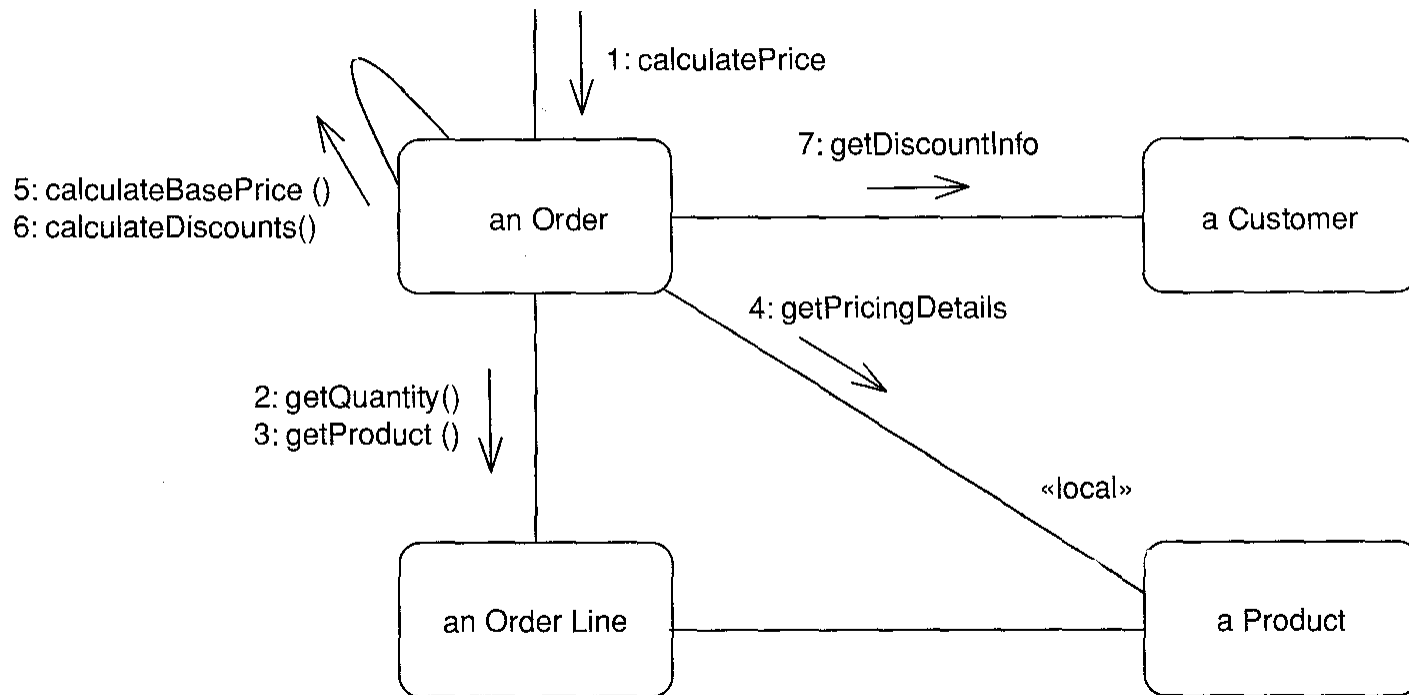 1: calculatePrice
7: getDiscountInfo
5: calculateBasePrice ()
6: calculateDiscounts()
an Order
a Customer
4: getPricingDetails
2: getQuantity()
3: getProduct ()
«local»
an Order Line
a Product